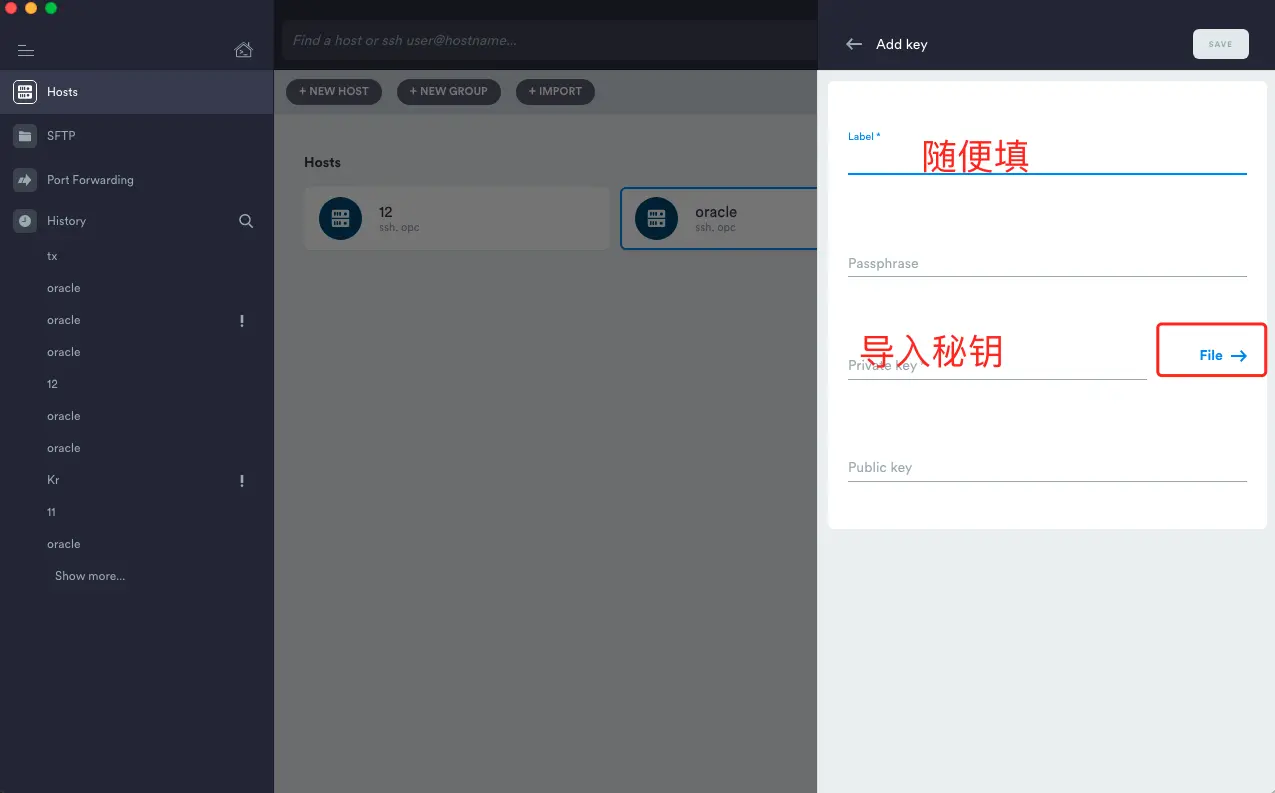 Find a host or ssh user@hostname...
Add key
SAVE
Hosts
+ NEW HOST
+ NEW GROUP
+ IMPORT
SFTP
Port Forwarding
History
tx
oracle
oracle
!
oracle
12
oracle
oracle
Kr
!
11
oracle
Show more...
Hosts
12
ssh, opc
oracle
ssh, opc
Label *
随便填
Passphrase
导入秘钥
Private key *
File →
Public key